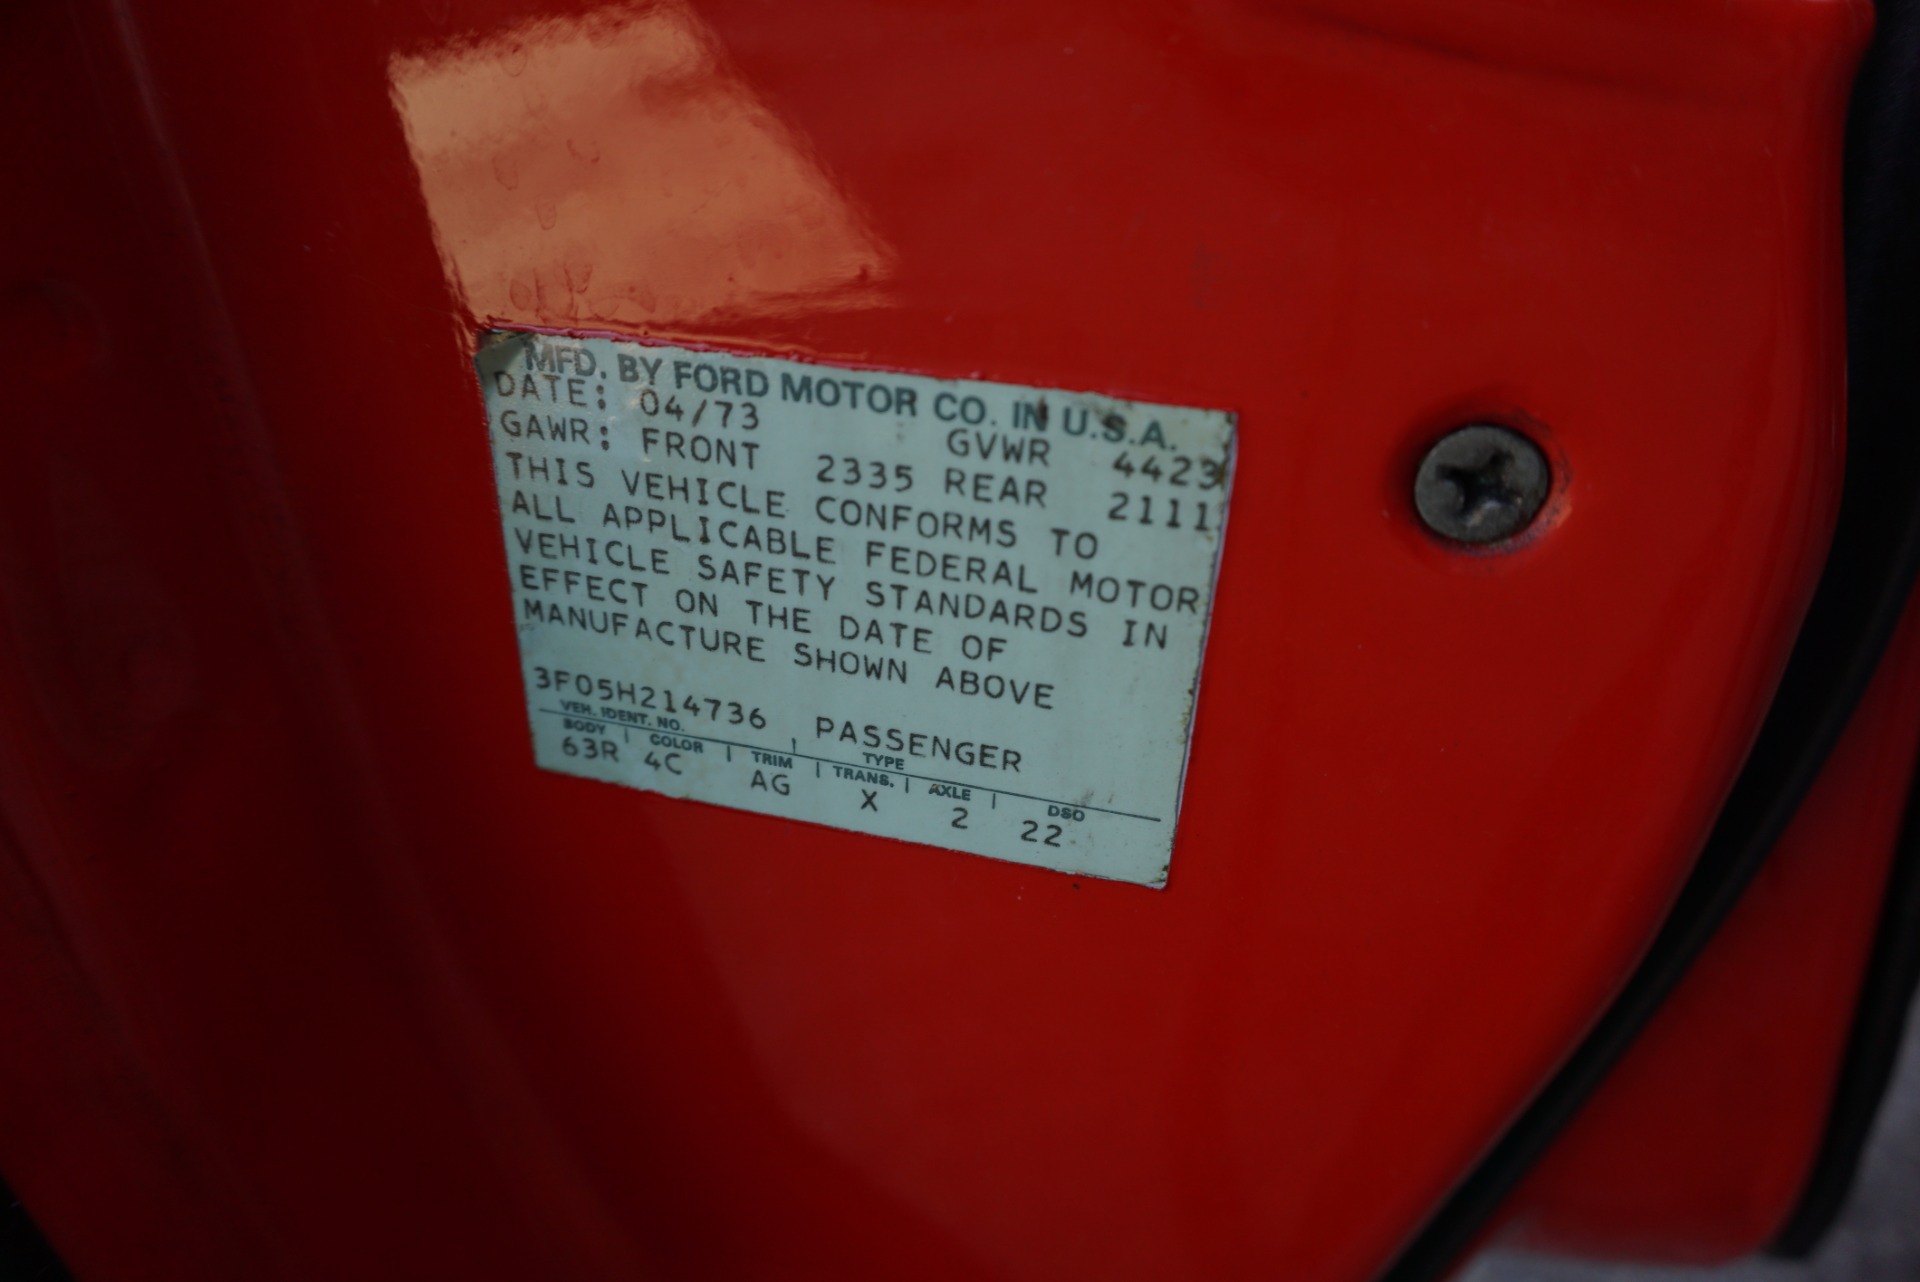 MFD. BY FORD MOTOR CO. IN U.S.A.
DATE: 04/73 GVWR 4423
GAWR: FRONT 2335 REAR 2111
THIS VEHICLE CONFORMS TO
ALL APPLICABLE FEDERAL MOTOR
VEHICLE SAFETY STANDARDS IN
EFFECT ON THE DATE OF
MANUFACTURE SHOWN ABOVE
3F05H214736 PASSENGER
VEH. IDENT. NO. TYPE
BODY COLOR TRIM TRANS. AXLE DSO
63R 4C AG X 2 22